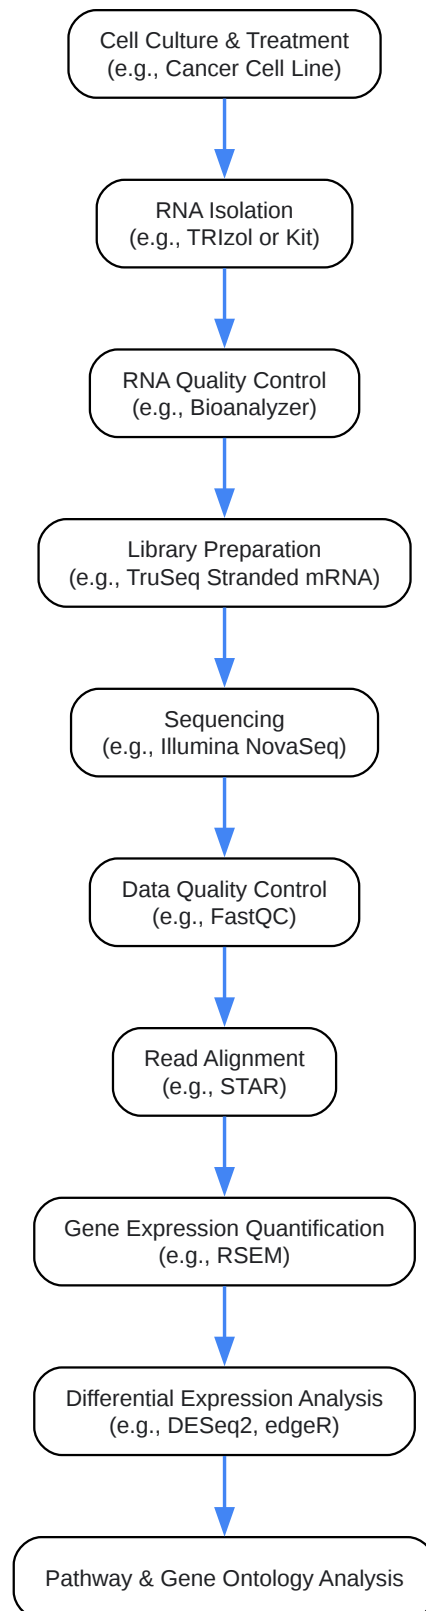 Cell Culture & Treatment
(e.g., Cancer Cell Line)
RNA Isolation
(e.g., TRIzol or Kit)
RNA Quality Control
(e.g., Bioanalyzer)
Library Preparation
(e.g., TruSeq Stranded mRNA)
Sequencing
(e.g., Illumina NovaSeq)
Data Quality Control
(e.g., FastQC)
Read Alignment
(e.g., STAR)
Gene Expression Quantification
(e.g., RSEM)
Differential Expression Analysis
(e.g., DESeq2, edgeR)
Pathway & Gene Ontology Analysis